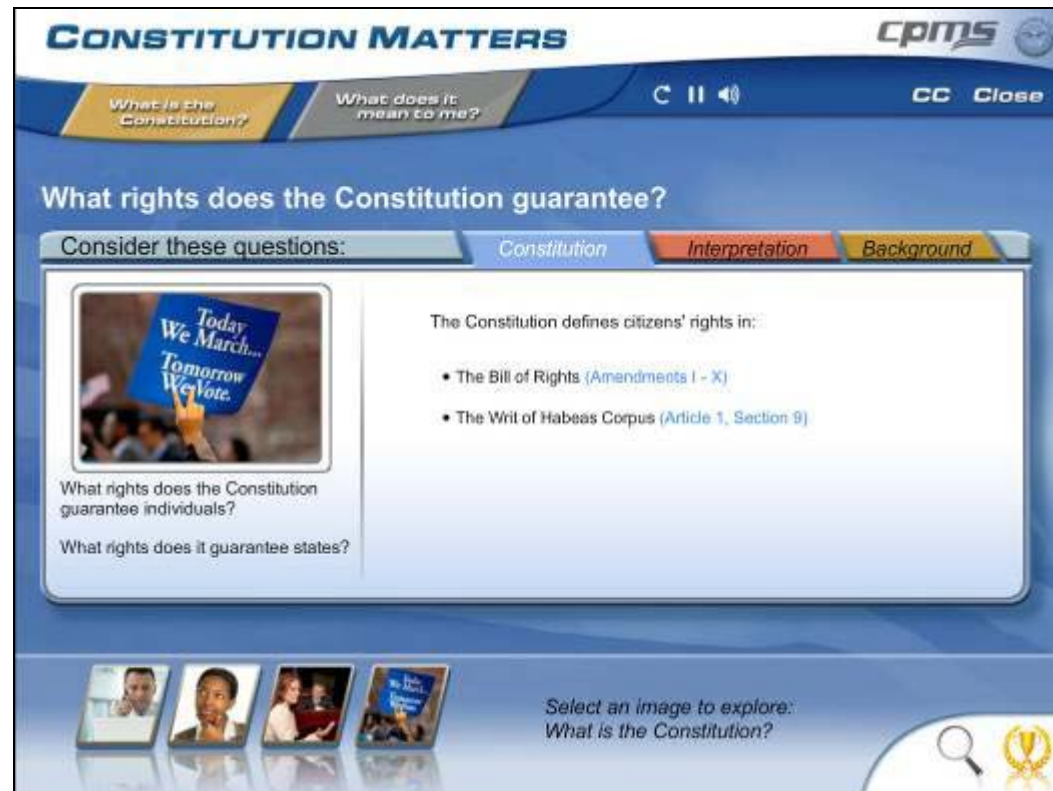 CONSTITUTION MATTERS
cpms
What is the
Constitution?
What does it
mean to me?
CC Close
What rights does the Constitution guarantee?
Consider these questions:
Constitution
Interpretation
Background
Today
We March...
Tomorrow
We Vote.
What rights does the Constitution
guarantee individuals?
What rights does it guarantee states?
The Constitution defines citizens' rights in:
• The Bill of Rights (Amendments I - X)
• The Writ of Habeas Corpus (Article 1, Section 9)
Select an image to explore:
What is the Constitution?